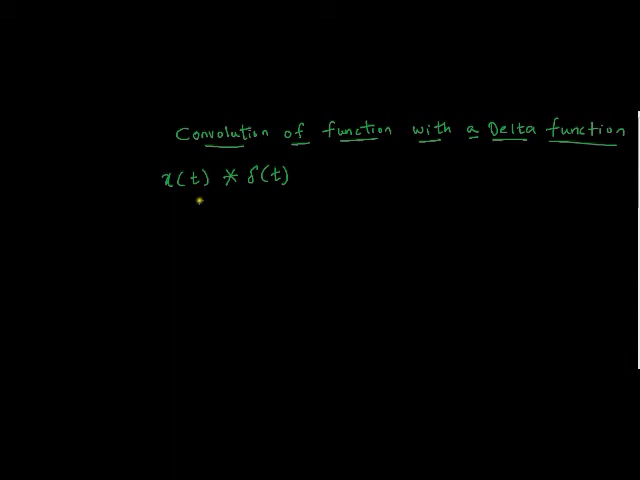 Convolution of function with a Delta function
x(t) * δ(t)